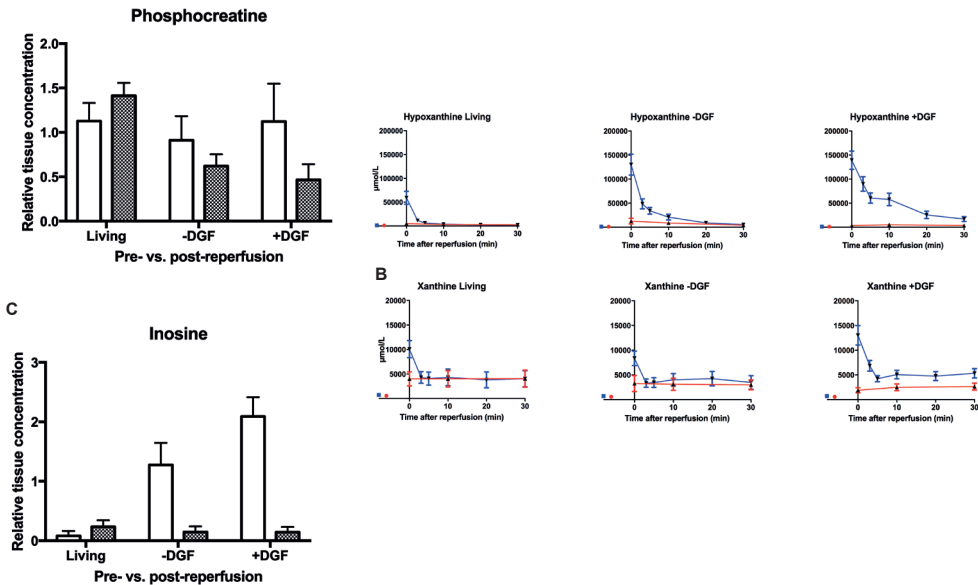 Phosphocreatine
Relative tissue concentration
2.0
1.5
1.0
0.5
0.0
Living
-DGF
+DGF
Pre- vs. post-reperfusion
Hypoxanthine Living
200000
150000
100000
50000
µmol/L
0
10
20
30
Time after reperfusion (min)
Hypoxanthine -DGF
200000
150000
100000
50000
0
10
20
30
Time after reperfusion (min)
Hypoxanthine +DGF
200000
150000
100000
50000
0
10
20
30
Time after reperfusion (min)
B
Xanthine Living
20000
15000
10000
5000
µmol/L
0
10
20
30
Time after reperfusion (min)
Xanthine -DGF
20000
15000
10000
5000
0
10
20
30
Time after reperfusion (min)
Xanthine +DGF
20000
15000
10000
5000
0
10
20
30
Time after reperfusion (min)
C
Inosine
Relative tissue concentration
3
2
1
0
Living
-DGF
+DGF
Pre- vs. post-reperfusion